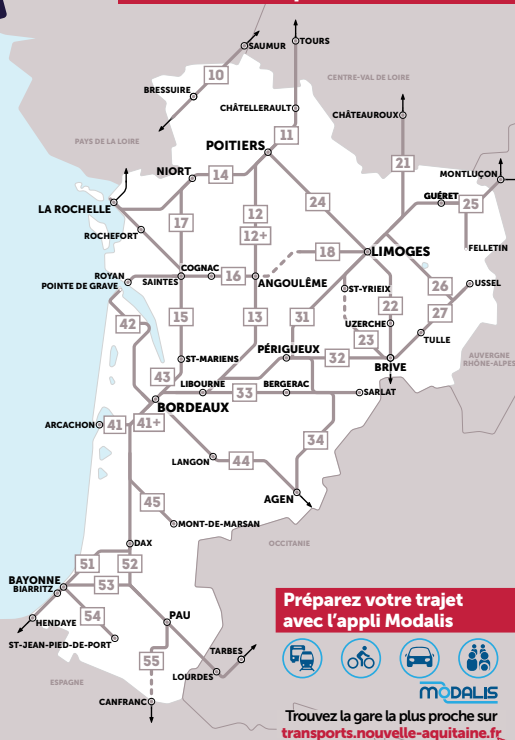 SAUMUR
TOURS
10
CENTRE-VAL DE LOIRE
BRESSUIRE
CHÂTELLERAULT
CHÂTEAUROUX
11
PAYS DE LA LOIRE
POITIERS
21
NIORT
14
MONTLUÇON
GUÉRET
25
LA ROCHELLE
17
12
24
12+
ROCHEFORT
FELLETIN
18
LIMOGES
ROYAN
COGNAC
POINTE DE GRAVE
SAINTES
16
ANGOULÊME
ST-YRIEIX
26
USSEL
42
15
13
31
22
27
UZERCHE
23
TULLE
ST-MARIENS
PÉRIGUEUX
32
AUVERGNE
RHÔNE-ALPES
BRIVE
43
LIBOURNE
33
BERGERAC
SARLAT
BORDEAUX
ARCACHON
41
41+
34
LANGON
44
AGEN
45
MONT-DE-MARSAN
DAX
OCCITANIE
51
52
BAYONNE
BIARRITZ
53
54
HENDAYE
PAU
ST-JEAN-PIED-DE-PORT
55
TARBES
LOURDES
ESPAGNE
CANFRANC
Préparez votre trajet
avec l'appli Modalis
MODALIS
Trouvez la gare la plus proche sur
transports.nouvelle-aquitaine.fr